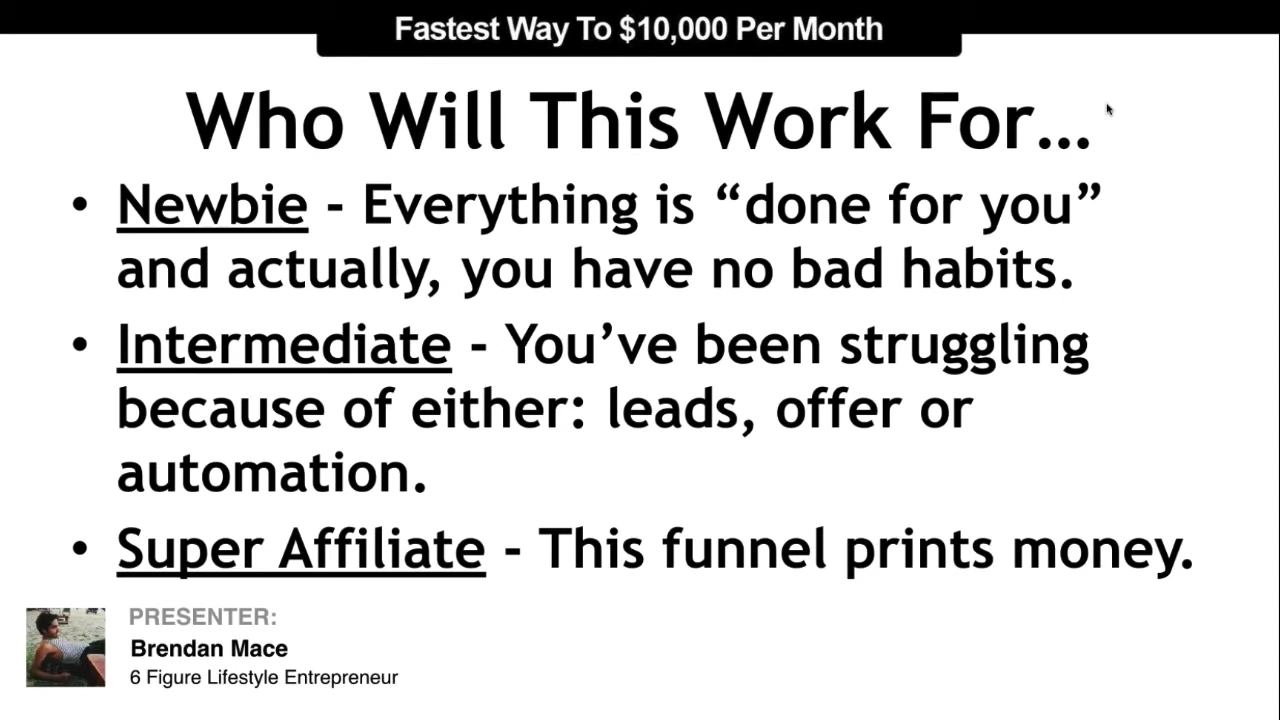 Fastest Way To $10,000 Per Month
Who Will This Work For...
• Newbie - Everything is “done for you”
and actually, you have no bad habits.
• Intermediate - You’ve been struggling
because of either: leads, offer or
automation.
• Super Affiliate - This funnel prints money.
PRESENTER:
Brendan Mace
6 Figure Lifestyle Entrepreneur